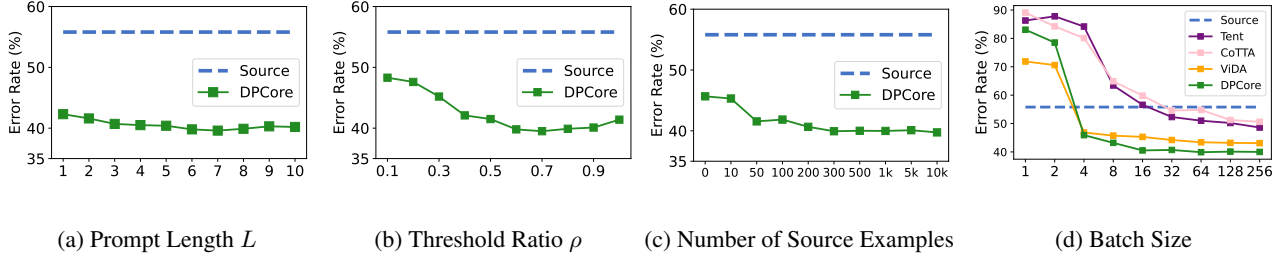 60
50
40
35
Error Rate (%)
Source
DPCore
1 2 3 4 5 6 7 8 9 10
(a) Prompt Length L
60
50
40
35
Error Rate (%)
Source
DPCore
0.1 0.3 0.5 0.7 0.9
(b) Threshold Ratio ρ
60
50
40
35
Error Rate (%)
Source
DPCore
0 10 50 100 200 300 500 1k 5k 10k
(c) Number of Source Examples
90
80
70
60
50
40
Error Rate (%)
Source
Tent
CoTTA
ViDA
DPCore
1 2 4 8 16 32 64 128 256
(d) Batch Size